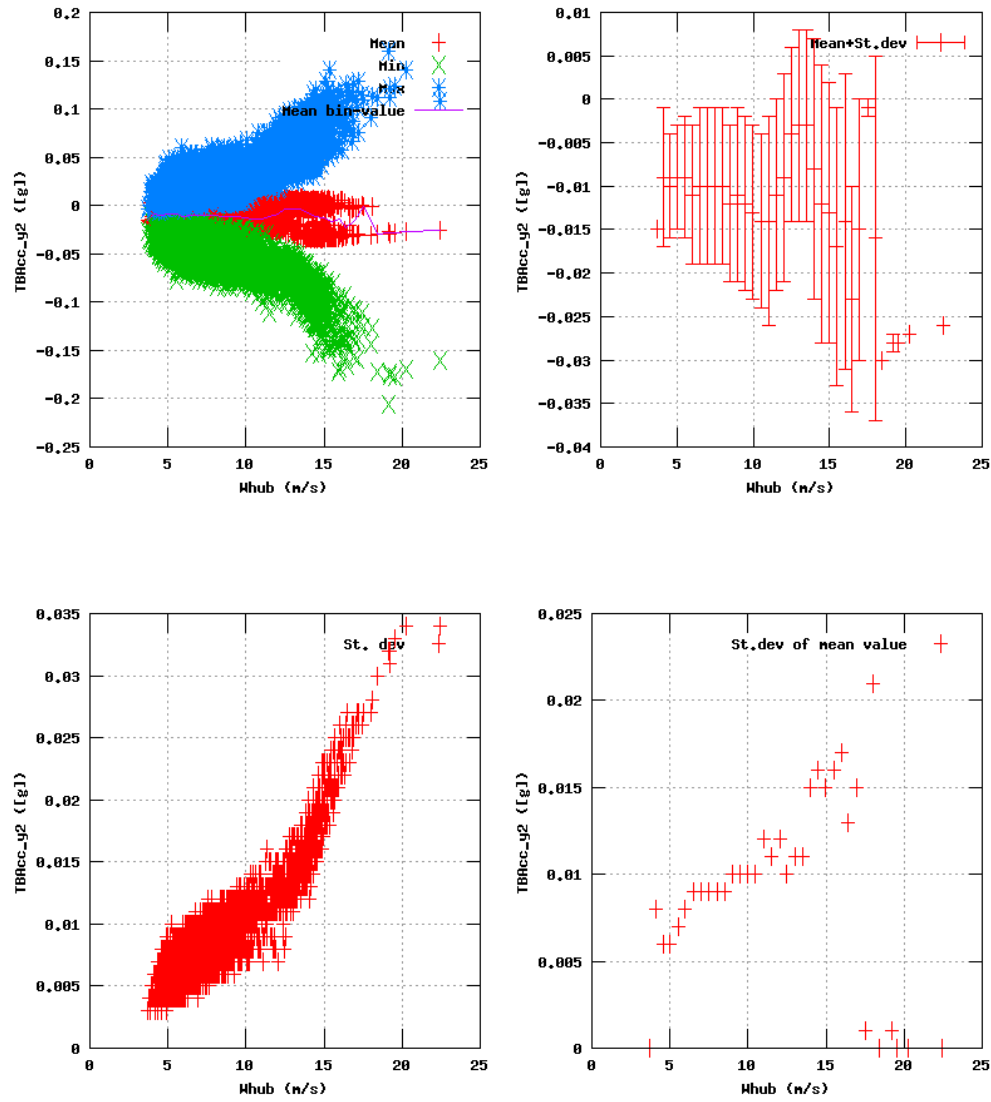 0.2
0.15
0.1
0.05
0
-0.05
-0.1
-0.15
-0.2
-0.25
0 5 10 15 20 25
TBAcc_y2 ([g])
Whub (m/s)
Mean
Min
Max
Mean bin-value
0.01
0.005
0
-0.005
-0.01
-0.015
-0.02
-0.025
-0.03
-0.035
-0.04
0 5 10 15 20 25
TBAcc_y2 ([g])
Whub (m/s)
Mean+St.dev
0.035
0.03
0.025
0.02
0.015
0.01
0.005
0
0 5 10 15 20 25
TBAcc_y2 ([g])
Whub (m/s)
St. dev
0.025
0.02
0.015
0.01
0.005
0
0 5 10 15 20 25
TBAcc_y2 ([g])
Whub (m/s)
St.dev of mean value